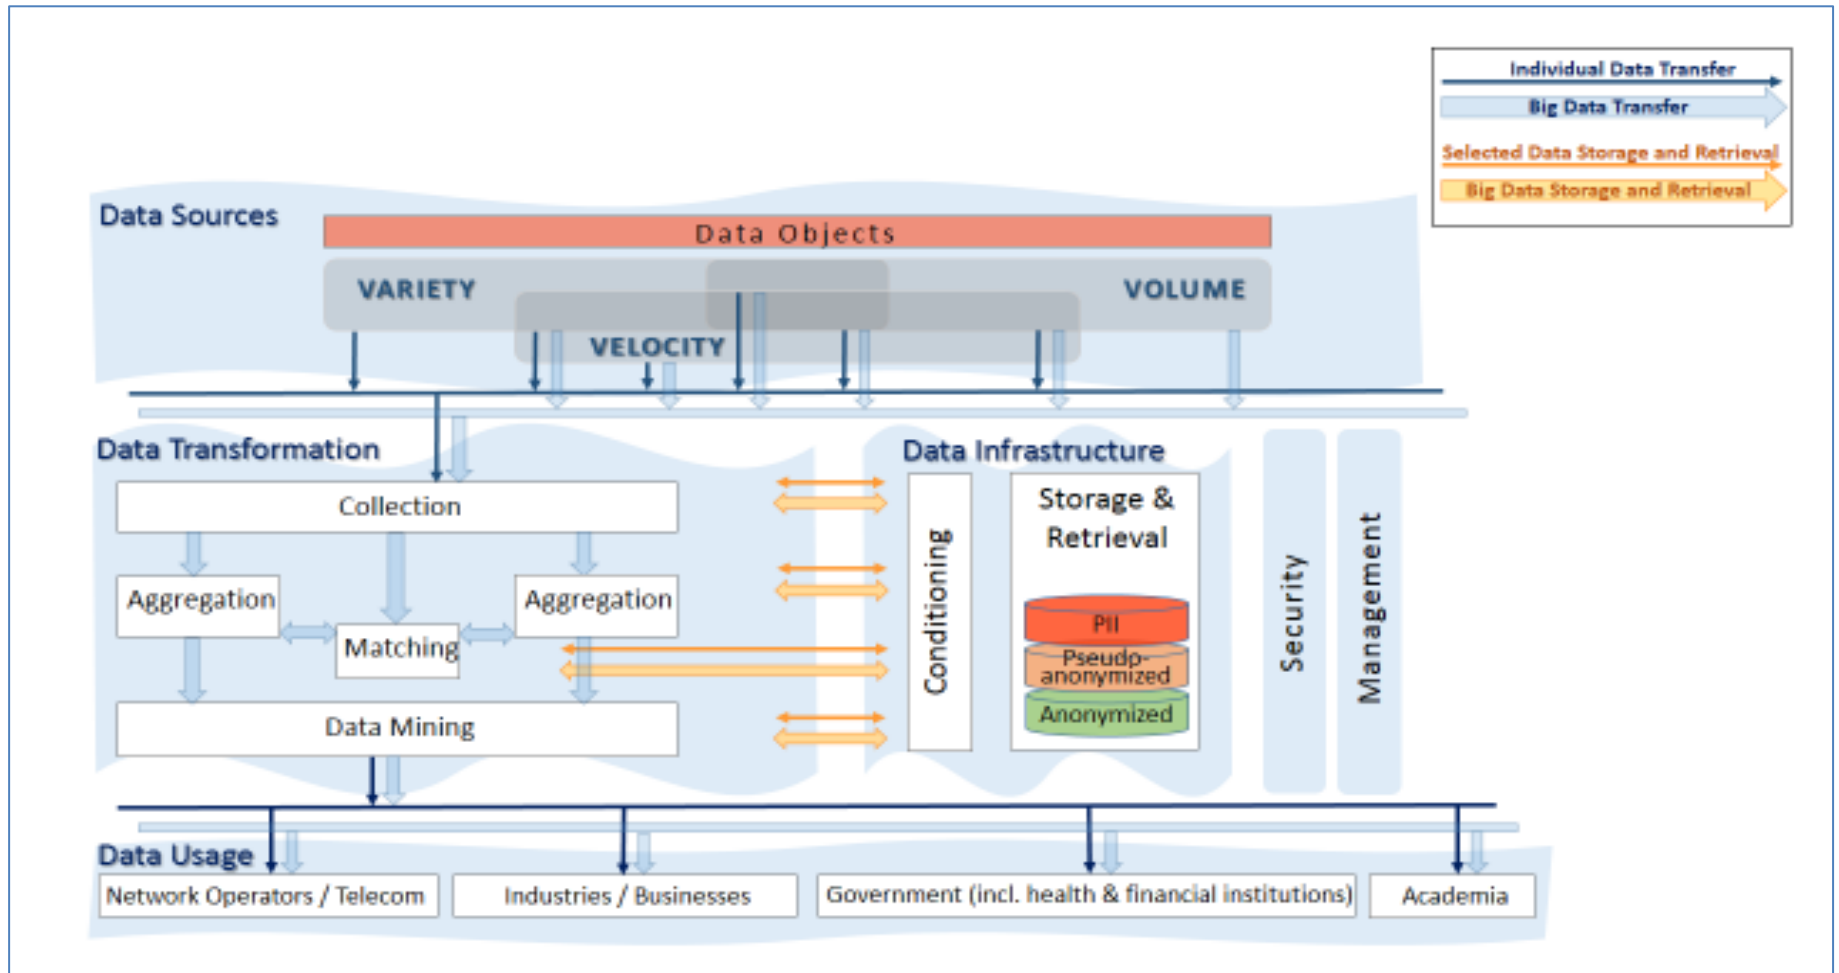 Individual Data Transfer
Big Data Transfer
Selected Data Storage and Retrieval
Big Data Storage and Retrieval
Data Sources
Data Objects
VARIETY
VOLUME
VELOCITY
Data Transformation
Data Infrastructure
Collection
Aggregation
Aggregation
Matching
Data Mining
Conditioning
Storage &
Retrieval
PII
Pseudp-
anonymized
Anonymized
Security
Management
Data Usage
Network Operators / Telecom
Industries / Businesses
Government (incl. health & financial institutions)
Academia